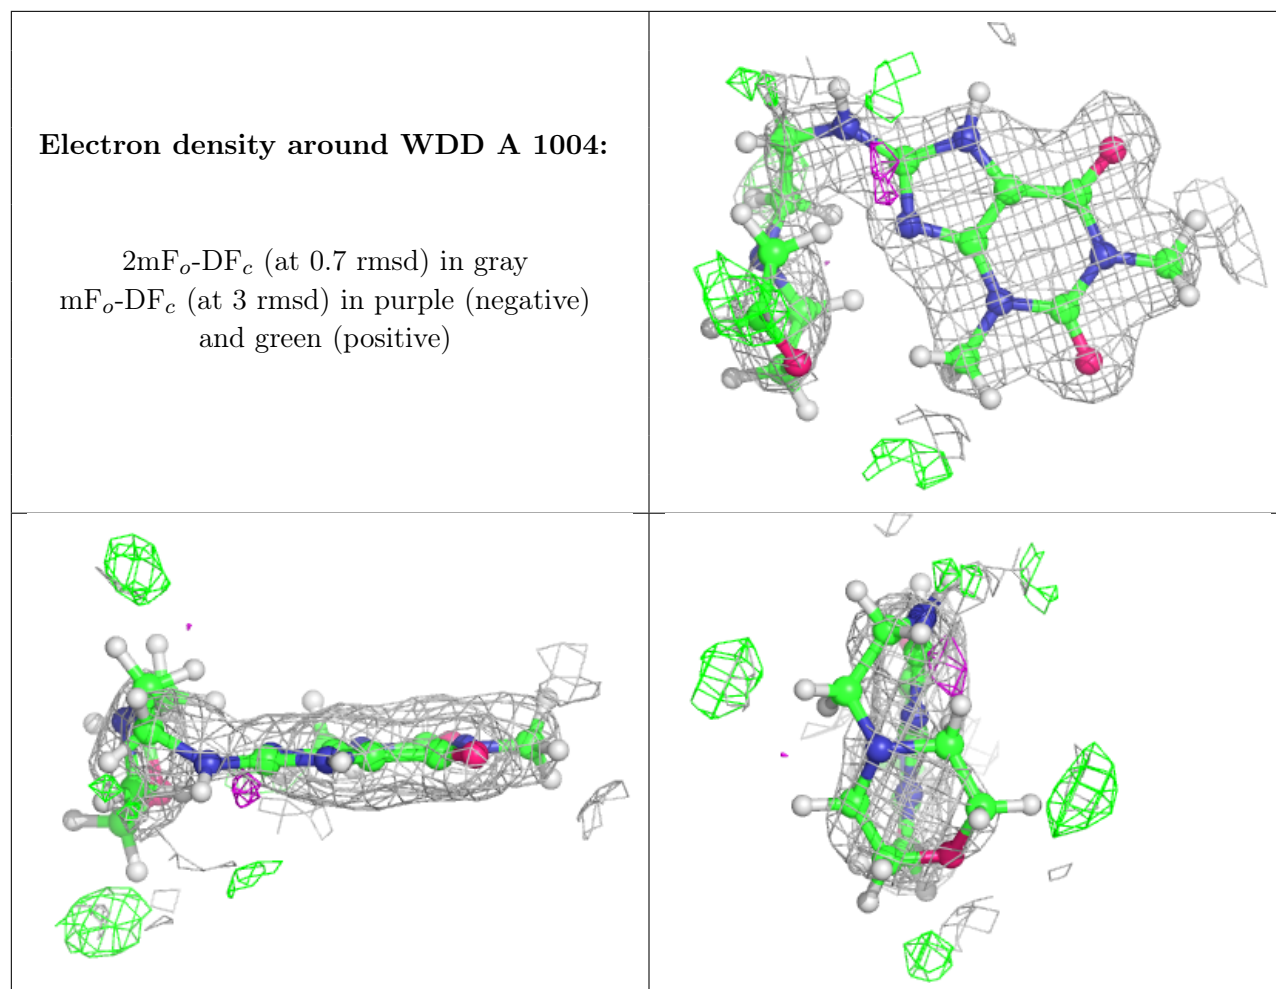 Electron density around WDD A 1004:
2mFo-DFc (at 0.7 rmsd) in gray
mFo-DFc (at 3 rmsd) in purple (negative)
and green (positive)